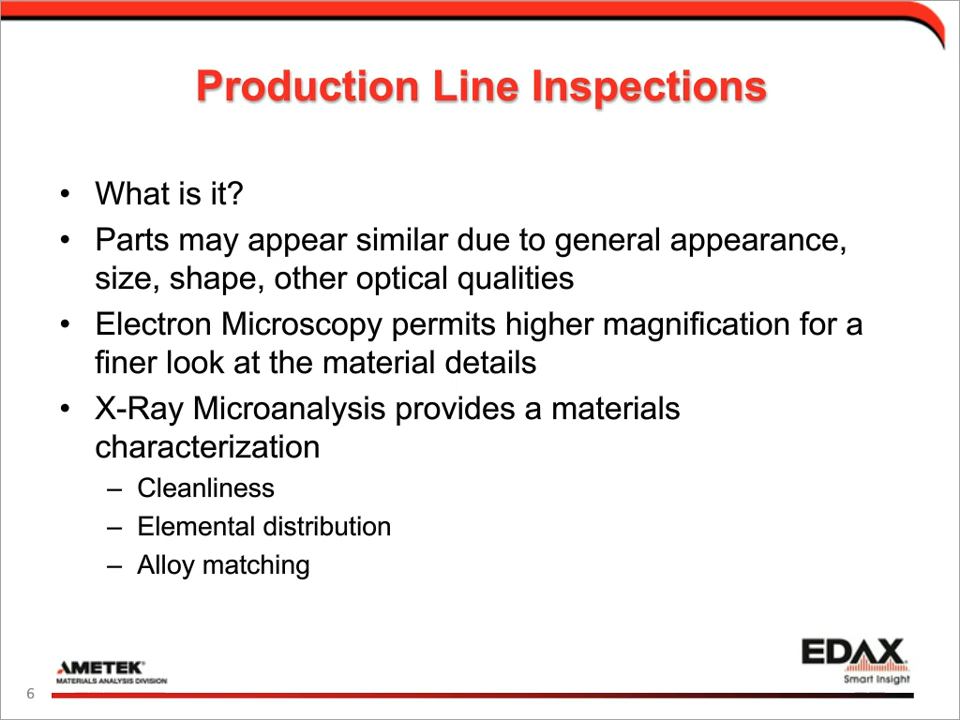 Production Line Inspections
• What is it?
• Parts may appear similar due to general appearance,
size, shape, other optical qualities
• Electron Microscopy permits higher magnification for a
finer look at the material details
• X-Ray Microanalysis provides a materials
characterization
– Cleanliness
– Elemental distribution
– Alloy matching
AMETEK®
MATERIALS ANALYSIS DIVISION
EDAX
Smart Insight
6